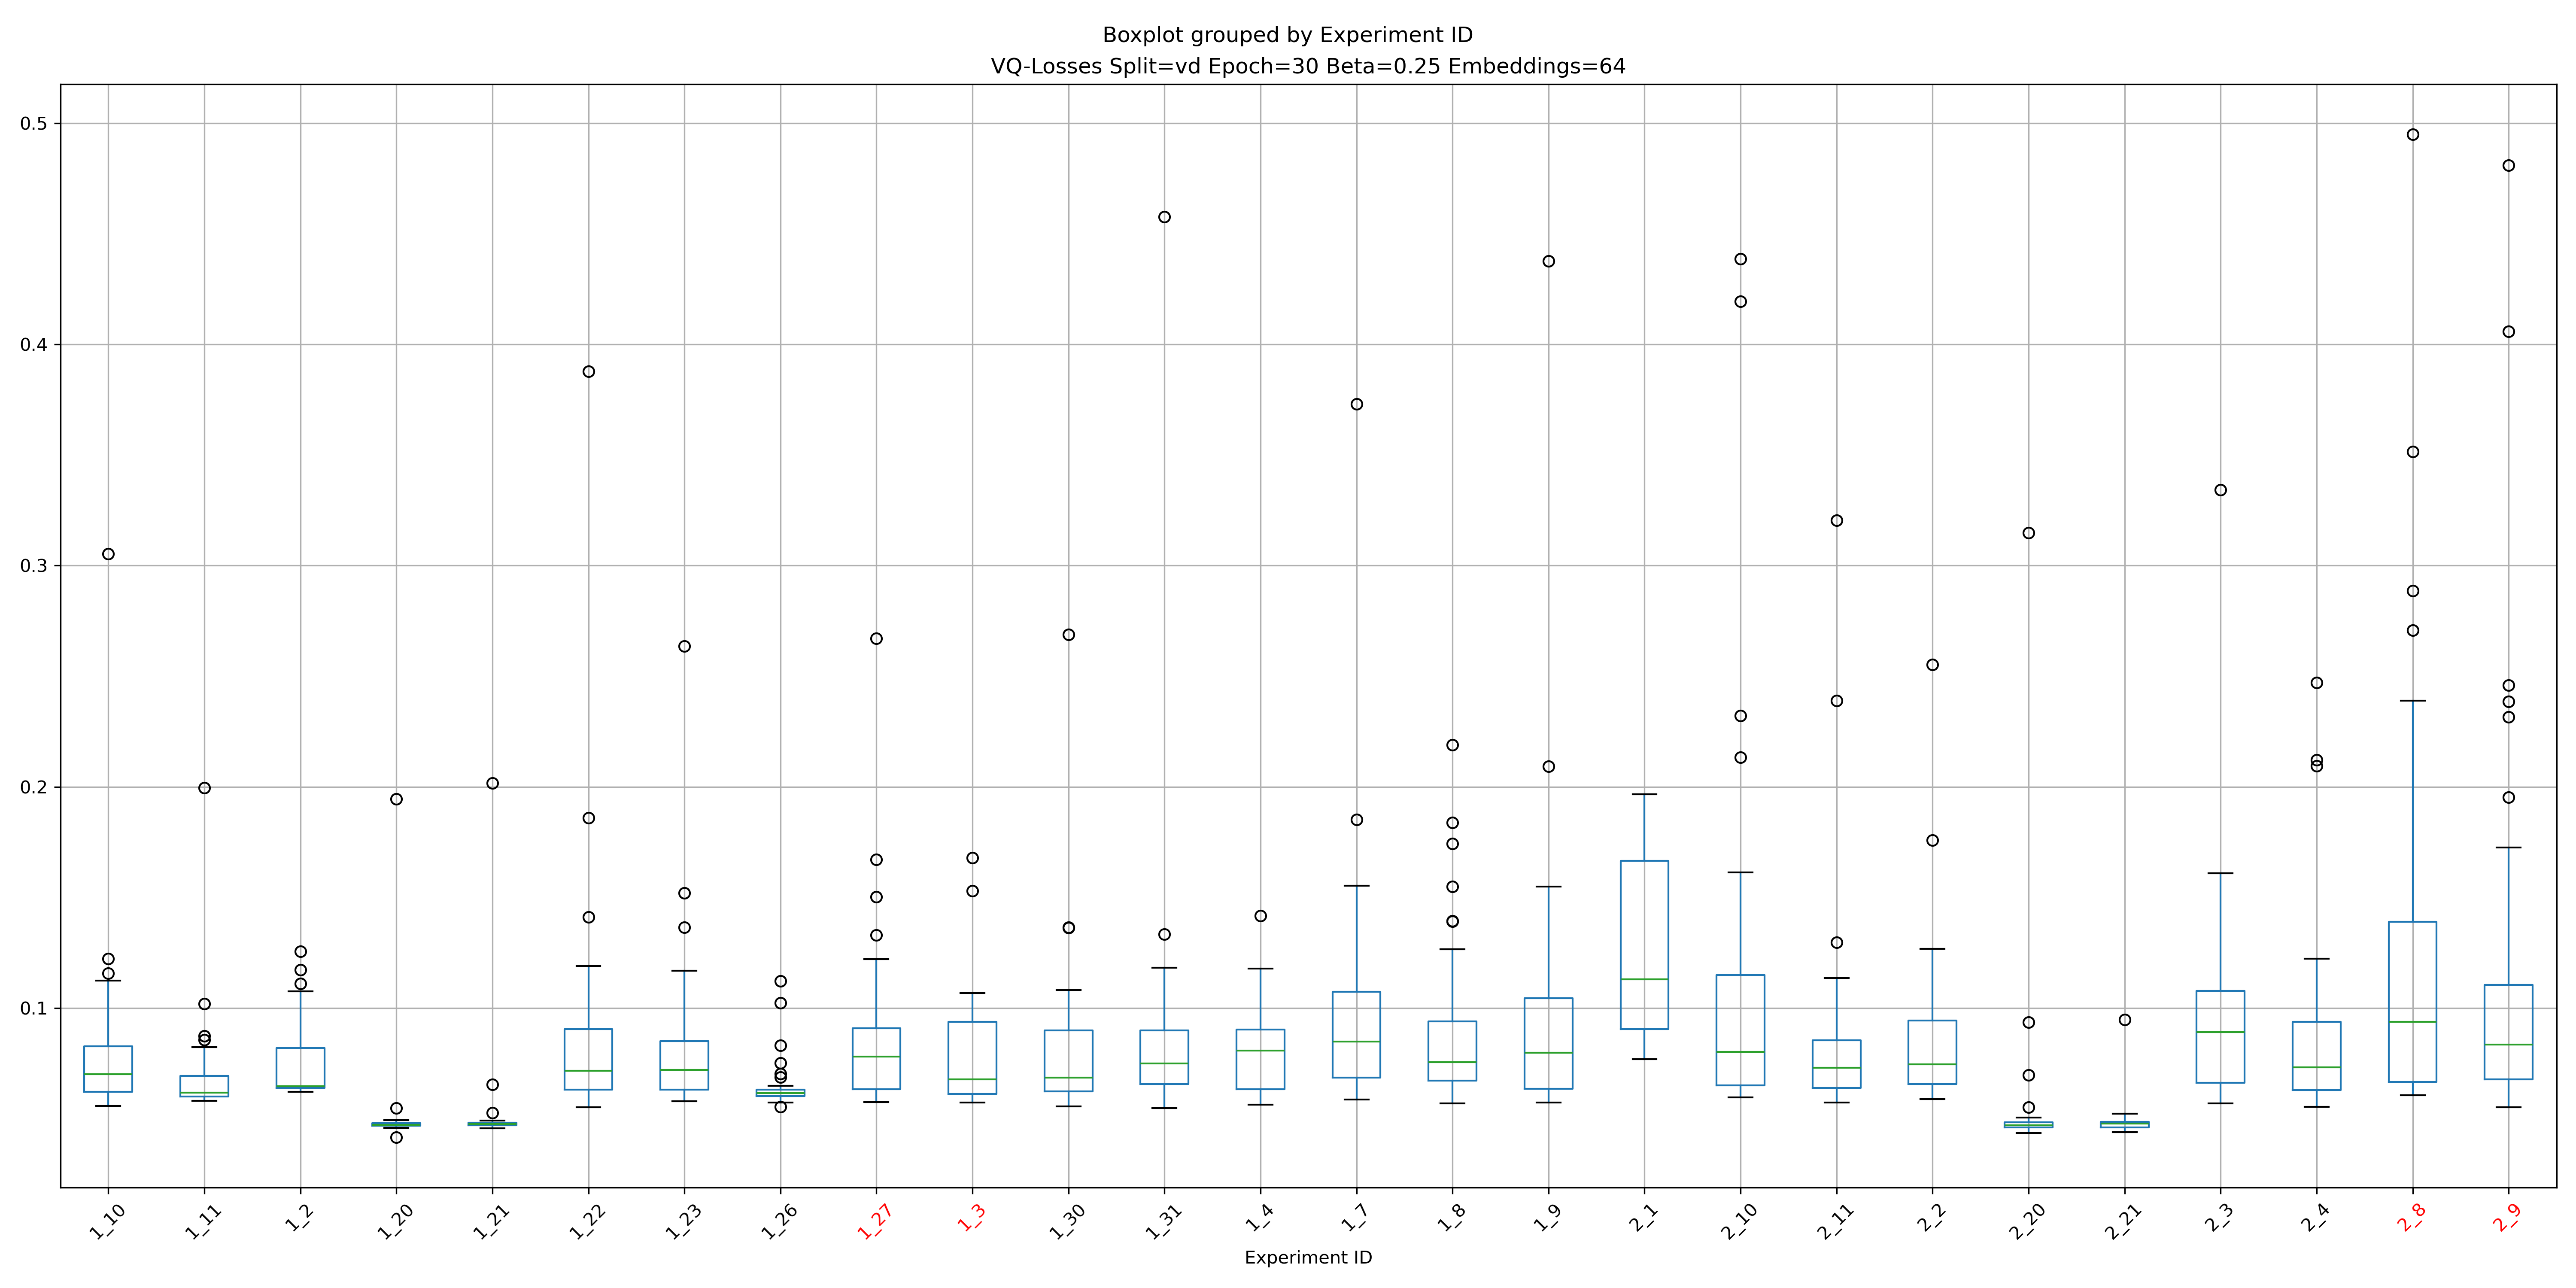 Boxplot grouped by Experiment ID
VQ-Losses Split=vd Epoch=30 Beta=0.25 Embeddings=64
0.5
0.4
0.3
0.2
0.1
1_10 1_11 1_2 1_20 1_21 1_22 1_23 1_26 1_27 1_3 1_30 1_31 1_4 1_7 1_8 1_9 2_1 2_10 2_11 2_2 2_20 2_21 2_3 2_4 2_8 2_9
Experiment ID